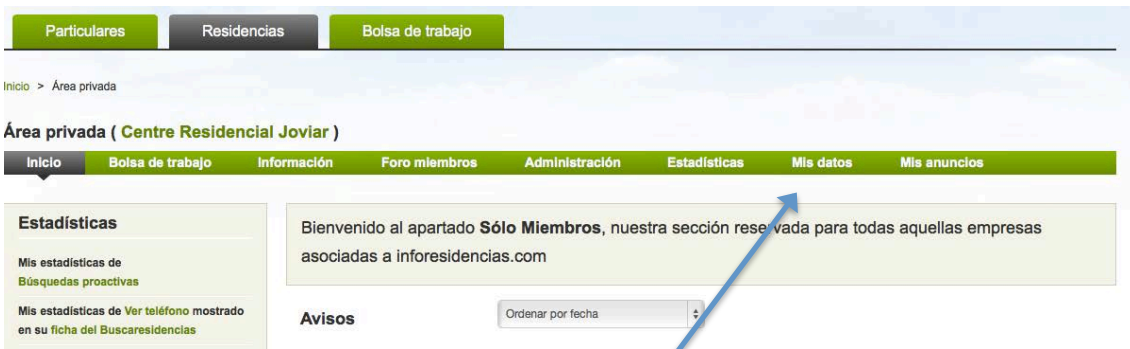 Particulares Residencias Bolsa de trabajo
Inicio > Área privada
Área privada ( Centre Residencial Joviar )
Inicio Bolsa de trabajo Información Foro miembros Administración Estadísticas Mis datos Mis anuncios
Estadísticas
Mis estadísticas de
Búsquedas proactivas
Mis estadísticas de Ver teléfono mostrado
en su ficha del Buscaresidencias
Bienvenido al apartado Sólo Miembros, nuestra sección reservada para todas aquellas empresas
asociadas a inforesidencias.com
Avisos Ordenar por fecha